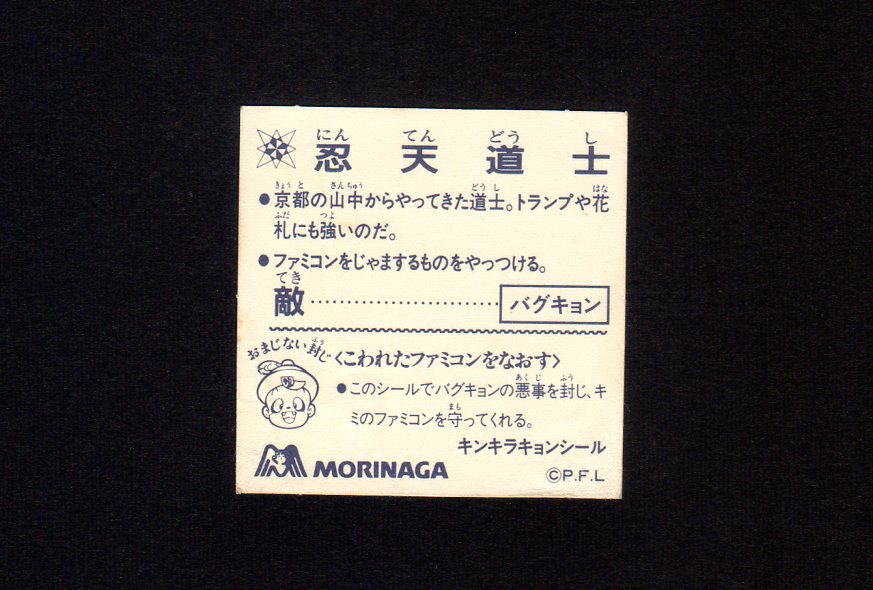 忍天道士
●京都の山中からやってきた道士。トランプや花
札にも強いのだ。
●ファミコンをじゃまするものをやっつける。
敵……………………バグキョン
おまじない封じ〈こわれたファミコンをなおす〉
●このシールでバグキョンの悪事を封じ、キ
ミのファミコンを守ってくれる。
キンキラキョンシール
MORINAGA
©P.F.L